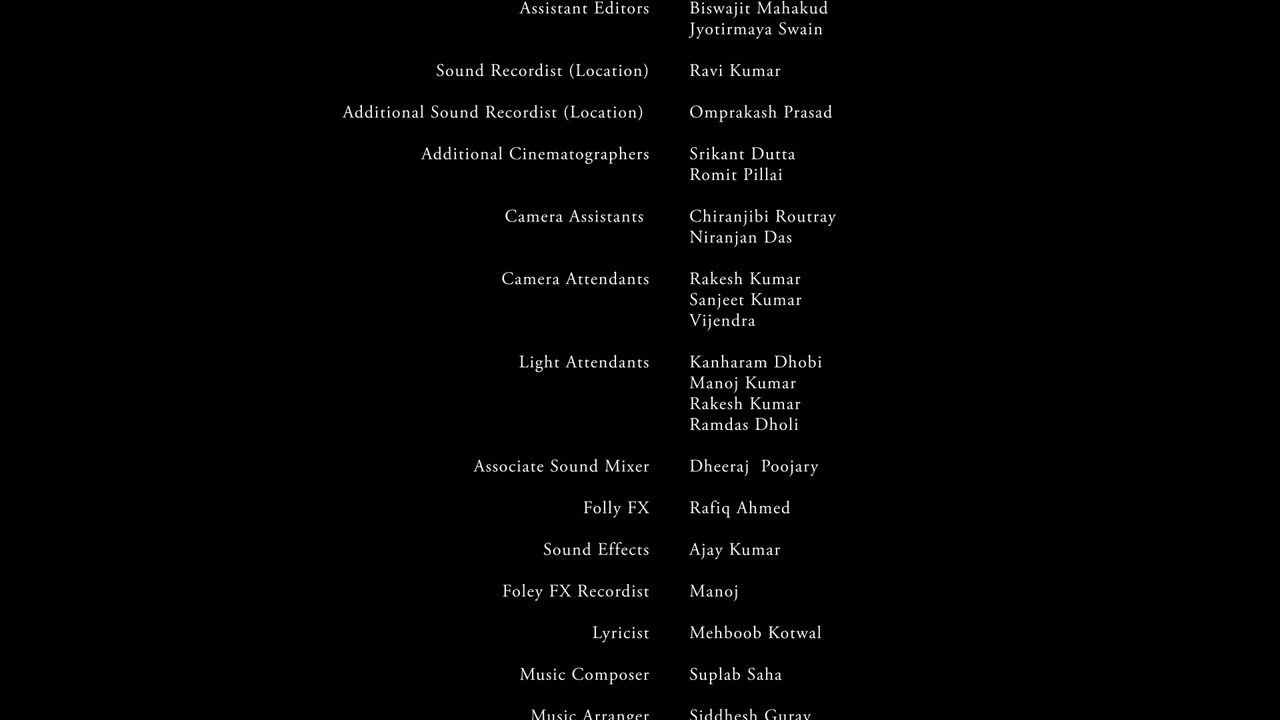 Assistant Editors Biswajit Mahakud
Jyotirmaya Swain
Sound Recordist (Location) Ravi Kumar
Additional Sound Recordist (Location) Omprakash Prasad
Additional Cinematographers Srikant Dutta
Romit Pillai
Camera Assistants Chiranjibi Routray
Niranjan Das
Camera Attendants Rakesh Kumar
Sanjeet Kumar
Vijendra
Light Attendants Kanharam Dhobi
Manoj Kumar
Rakesh Kumar
Ramdas Dholi
Associate Sound Mixer Dheeraj Poojary
Folly FX Rafiq Ahmed
Sound Effects Ajay Kumar
Foley FX Recordist Manoj
Lyricist Mehboob Kotwal
Music Composer Suplab Saha
Music Arranger Siddhesh Gurav